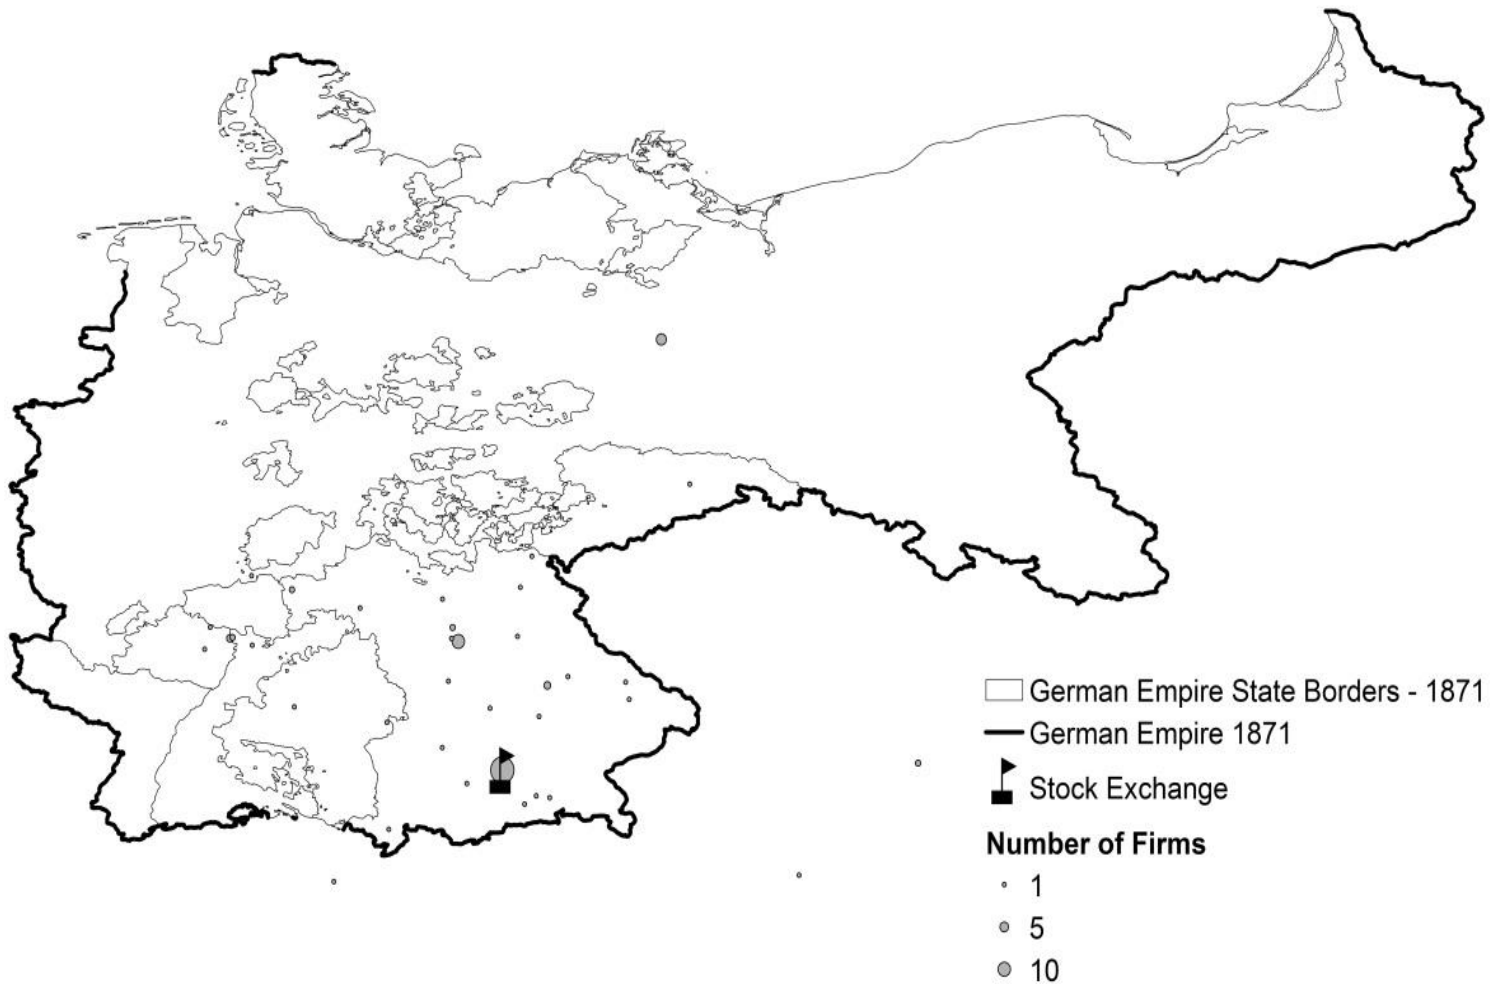 German Empire State Borders - 1871
German Empire 1871
Stock Exchange
Number of Firms
1
5
10